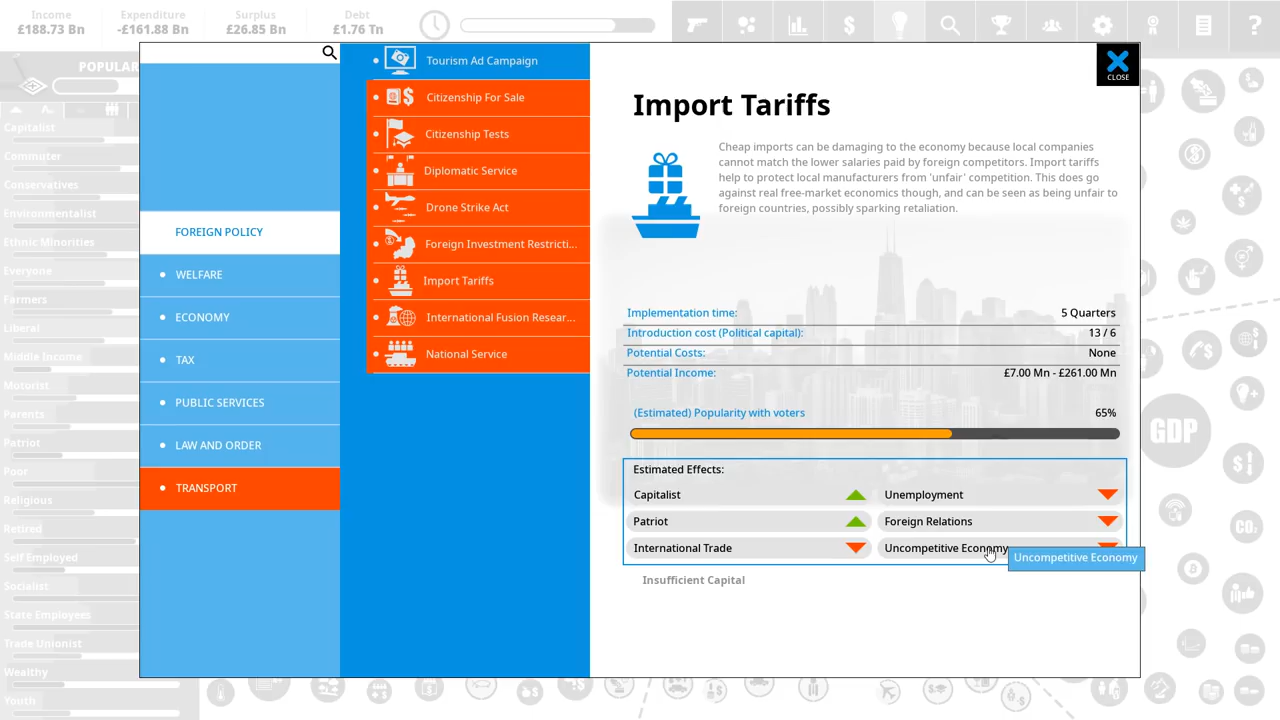 Income
£188.73 Bn
Expenditure
-£161.88 Bn
Surplus
£26.85 Bn
Debt
£1.76 Tn
POPULAR
Capitalist
Commuter
Conservatives
Environmentalist
Ethnic Minorities
Everyone
Farmers
Liberal
Middle Income
Motorist
Parents
Patriot
Poor
Religious
Retired
Self Employed
Socialist
State Employees
Trade Unionist
Wealthy
Youth
FOREIGN POLICY
WELFARE
ECONOMY
TAX
PUBLIC SERVICES
LAW AND ORDER
TRANSPORT
Tourism Ad Campaign
Citizenship For Sale
Citizenship Tests
Diplomatic Service
Drone Strike Act
Foreign Investment Restricti...
Import Tariffs
International Fusion Resear...
National Service
CLOSE
Import Tariffs
Cheap imports can be damaging to the economy because local companies
cannot match the lower salaries paid by foreign competitors. Import tariffs
help to protect local manufacturers from 'unfair' competition. This does go
against real free-market economics though, and can be seen as being unfair to
foreign countries, possibly sparking retaliation.
Implementation time: 5 Quarters
Introduction cost (Political capital): 13 / 6
Potential Costs: None
Potential Income: £7.00 Mn - £261.00 Mn
(Estimated) Popularity with voters 65%
Estimated Effects:
Capitalist
Unemployment
Patriot
Foreign Relations
International Trade
Uncompetitive Economy
Uncompetitive Economy
Insufficient Capital
GDP
CO₂